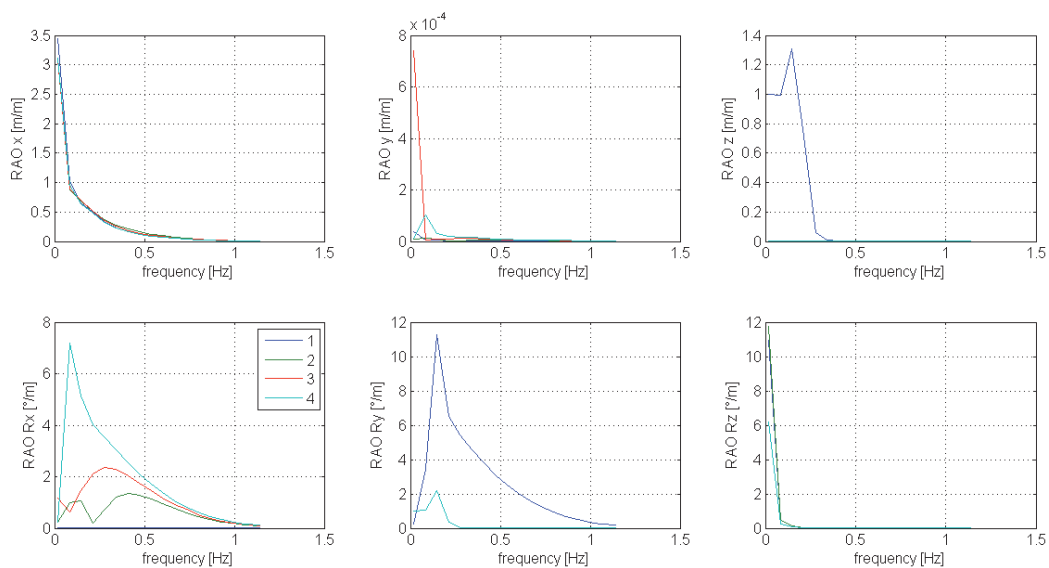 x 10⁻⁴
3.5
3
2.5
2
1.5
1
0.5
0
RAO x [m/m]
0 0.5 1 1.5
frequency [Hz]
8
6
4
2
0
RAO y [m/m]
0 0.5 1 1.5
frequency [Hz]
1.4
1.2
1
0.8
0.6
0.4
0.2
0
RAO z [m/m]
0 0.5 1 1.5
frequency [Hz]
8
6
4
2
0
RAO Rx [°/m]
1
2
3
4
0 0.5 1 1.5
frequency [Hz]
12
10
8
6
4
2
0
RAO Ry [°/m]
0 0.5 1 1.5
frequency [Hz]
12
10
8
6
4
2
0
RAO Rz [°/m]
0 0.5 1 1.5
frequency [Hz]